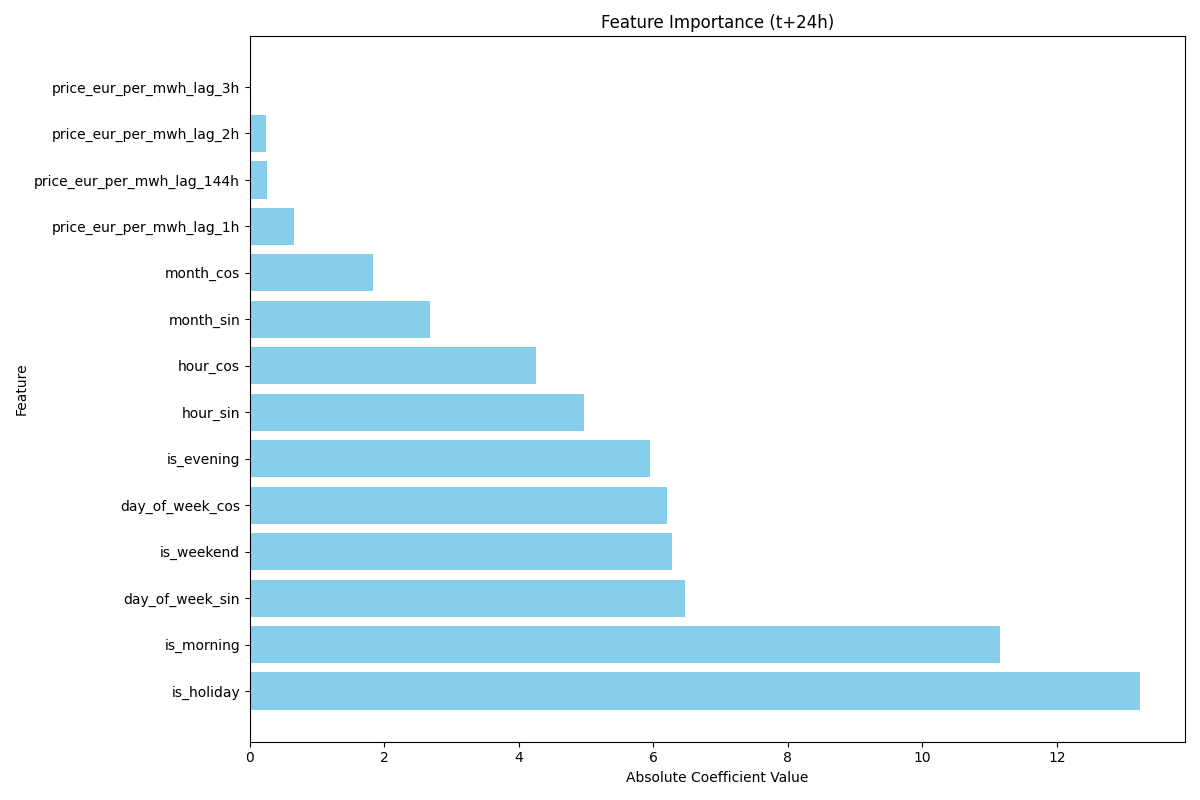 Feature Importance (t+24h)
price_eur_per_mwh_lag_3h
price_eur_per_mwh_lag_2h
price_eur_per_mwh_lag_144h
price_eur_per_mwh_lag_1h
month_cos
month_sin
hour_cos
hour_sin
is_evening
day_of_week_cos
is_weekend
day_of_week_sin
is_morning
is_holiday
Feature
0 2 4 6 8 10 12
Absolute Coefficient Value